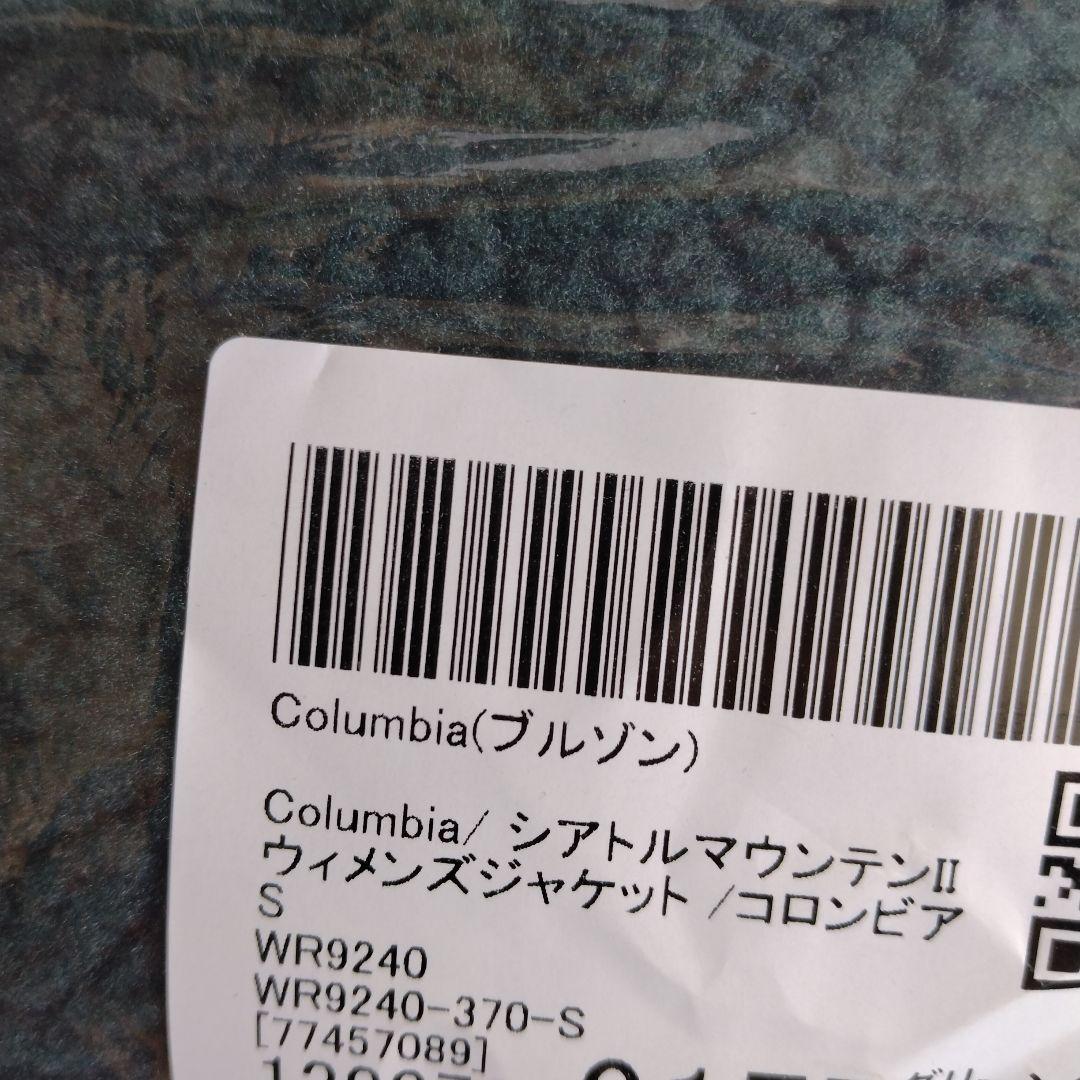 Columbia(ブルゾン)
Columbia/ シアトルマウンテンII
ウィメンズジャケット /コロンビア
S
WR9240
WR9240-370-S
[77457089]